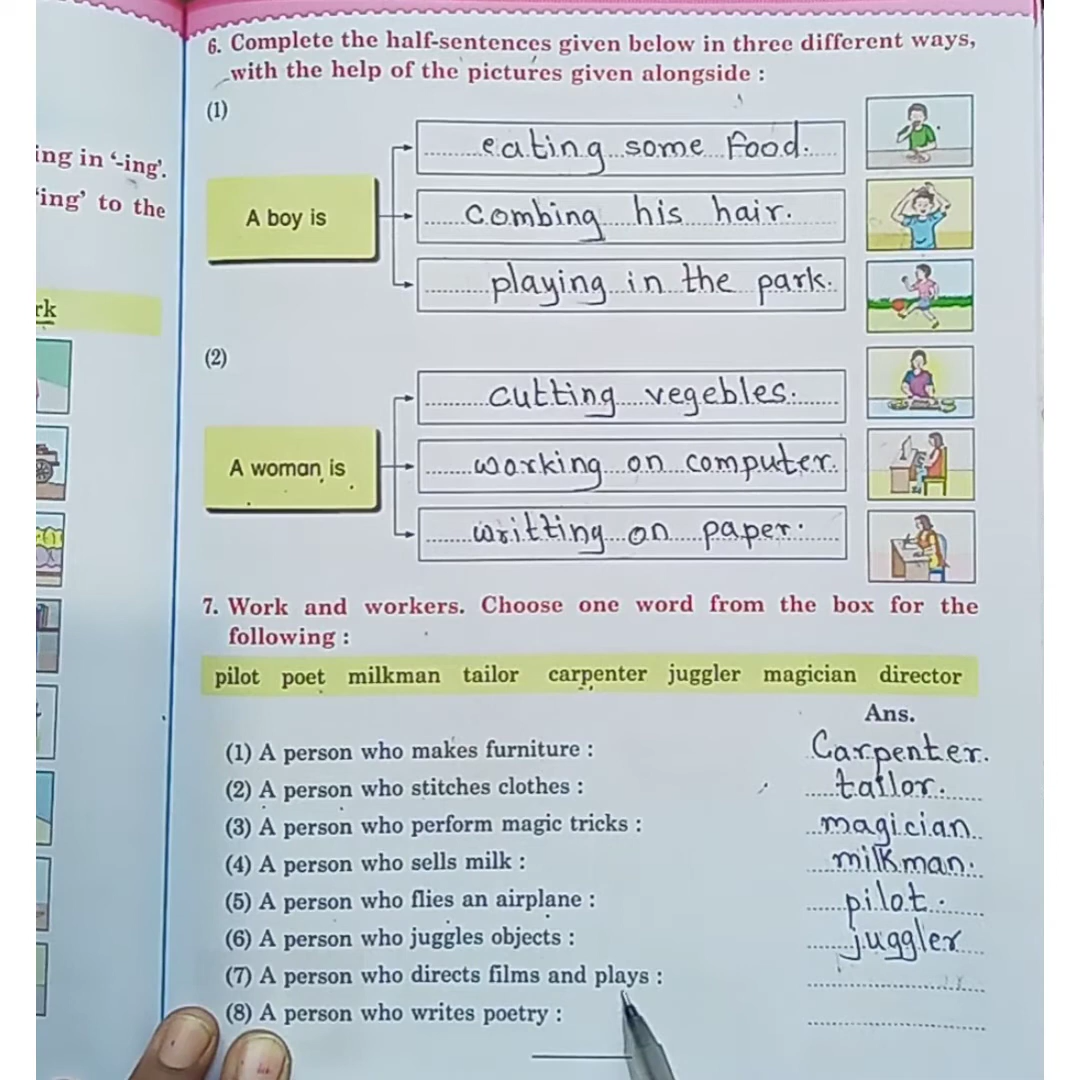 6. Complete the half-sentences given below in three different ways,
with the help of the pictures given alongside :
(1)
A boy is
eating some food.
combing his hair.
playing in the park.
(2)
A woman is
cutting vegebles.
working on computer.
writting on paper.
7. Work and workers. Choose one word from the box for the
following :
pilot poet milkman tailor carpenter juggler magician director
Ans.
(1) A person who makes furniture : Carpenter.
(2) A person who stitches clothes : tailor.
(3) A person who perform magic tricks : magician
(4) A person who sells milk : milkman.
(5) A person who flies an airplane : pilot.
(6) A person who juggles objects : juggler
(7) A person who directs films and plays :
(8) A person who writes poetry :
ing in ‘-ing’.
‘ing’ to the
rk